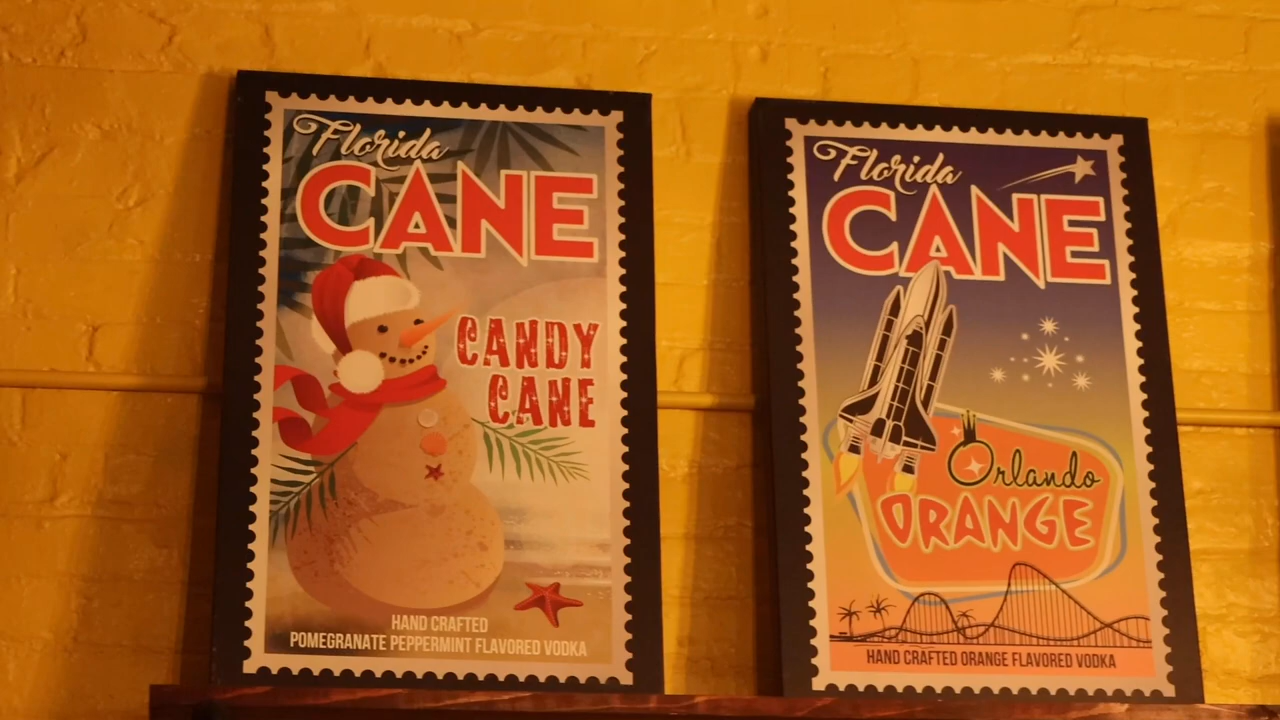 Florida
CANE
CANDY
CANE
HAND CRAFTED
POMEGRANATE PEPPERMINT FLAVORED VODKA
Florida
CANE
Orlando
ORANGE
HAND CRAFTED ORANGE FLAVORED VODKA